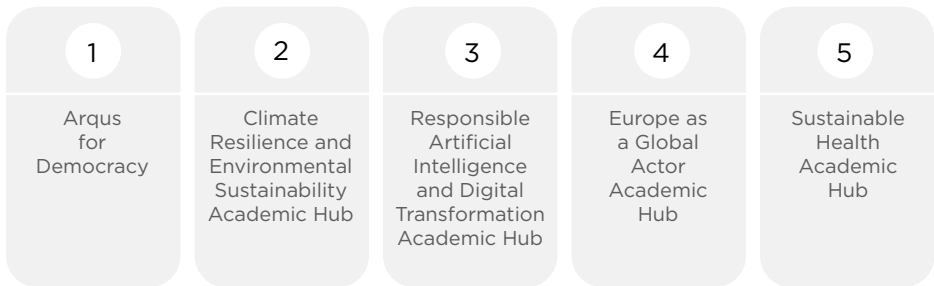 1
Arqus
for
Democracy
2
Climate
Resilience and
Environmental
Sustainability
Academic Hub
3
Responsible
Artificial
Intelligence
and Digital
Transformation
Academic Hub
4
Europe as
a Global
Actor
Academic
Hub
5
Sustainable
Health
Academic
Hub